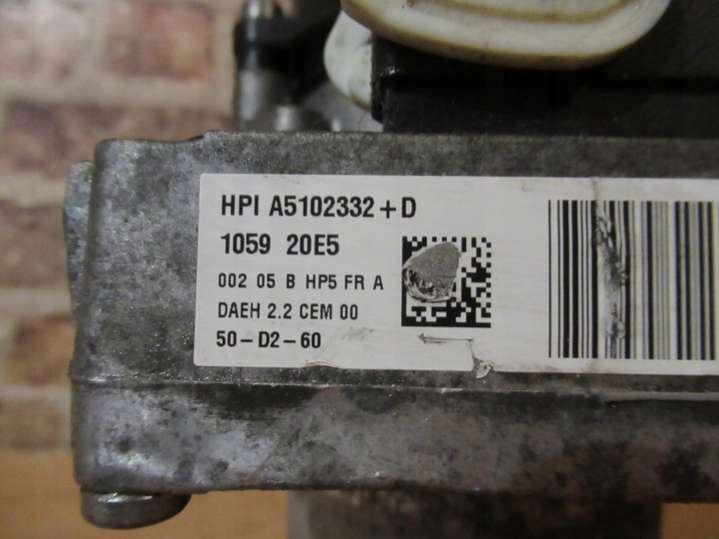 HPI A5102332+D
1059 20E5
002 05 B HP5 FR A
DAEH 2.2 CEM 00
50-D2-60